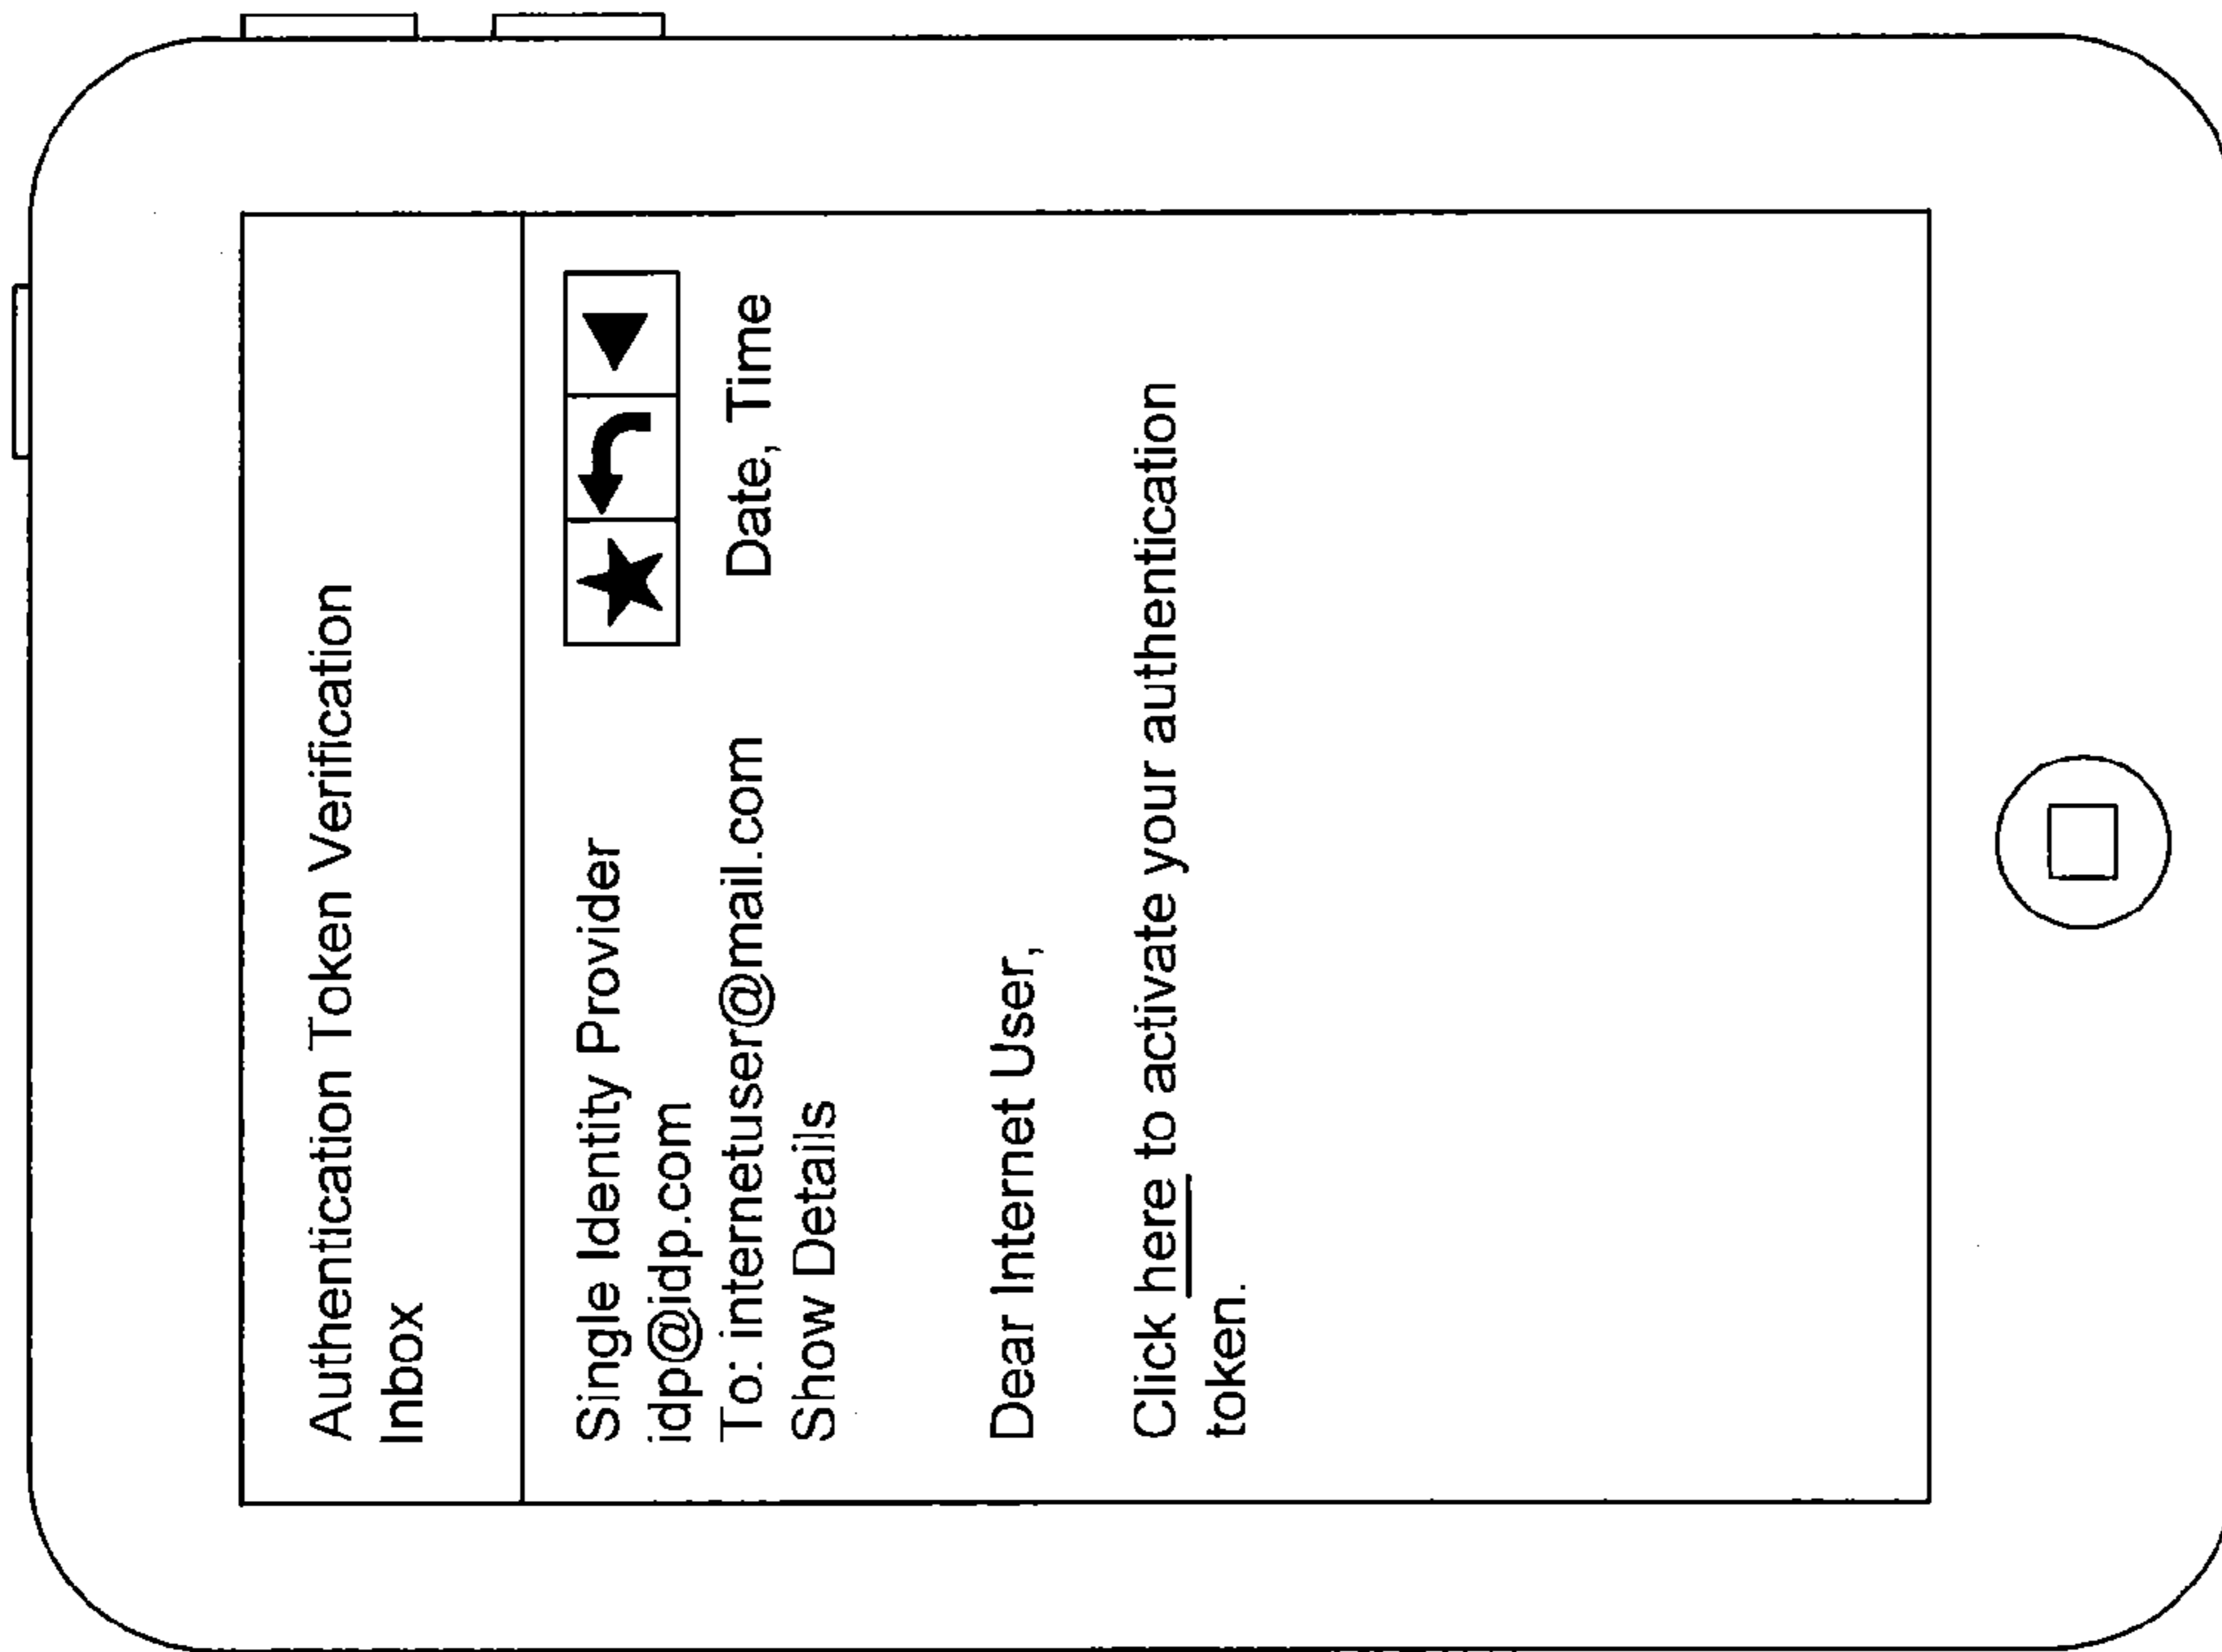 Authentication Token Verification
Inbox
Single Identity Provider
idp@idp.com
To: internetuser@mail.com Date, Time
Show Details
Dear Internet User,
Click here to activate your authentication
token.